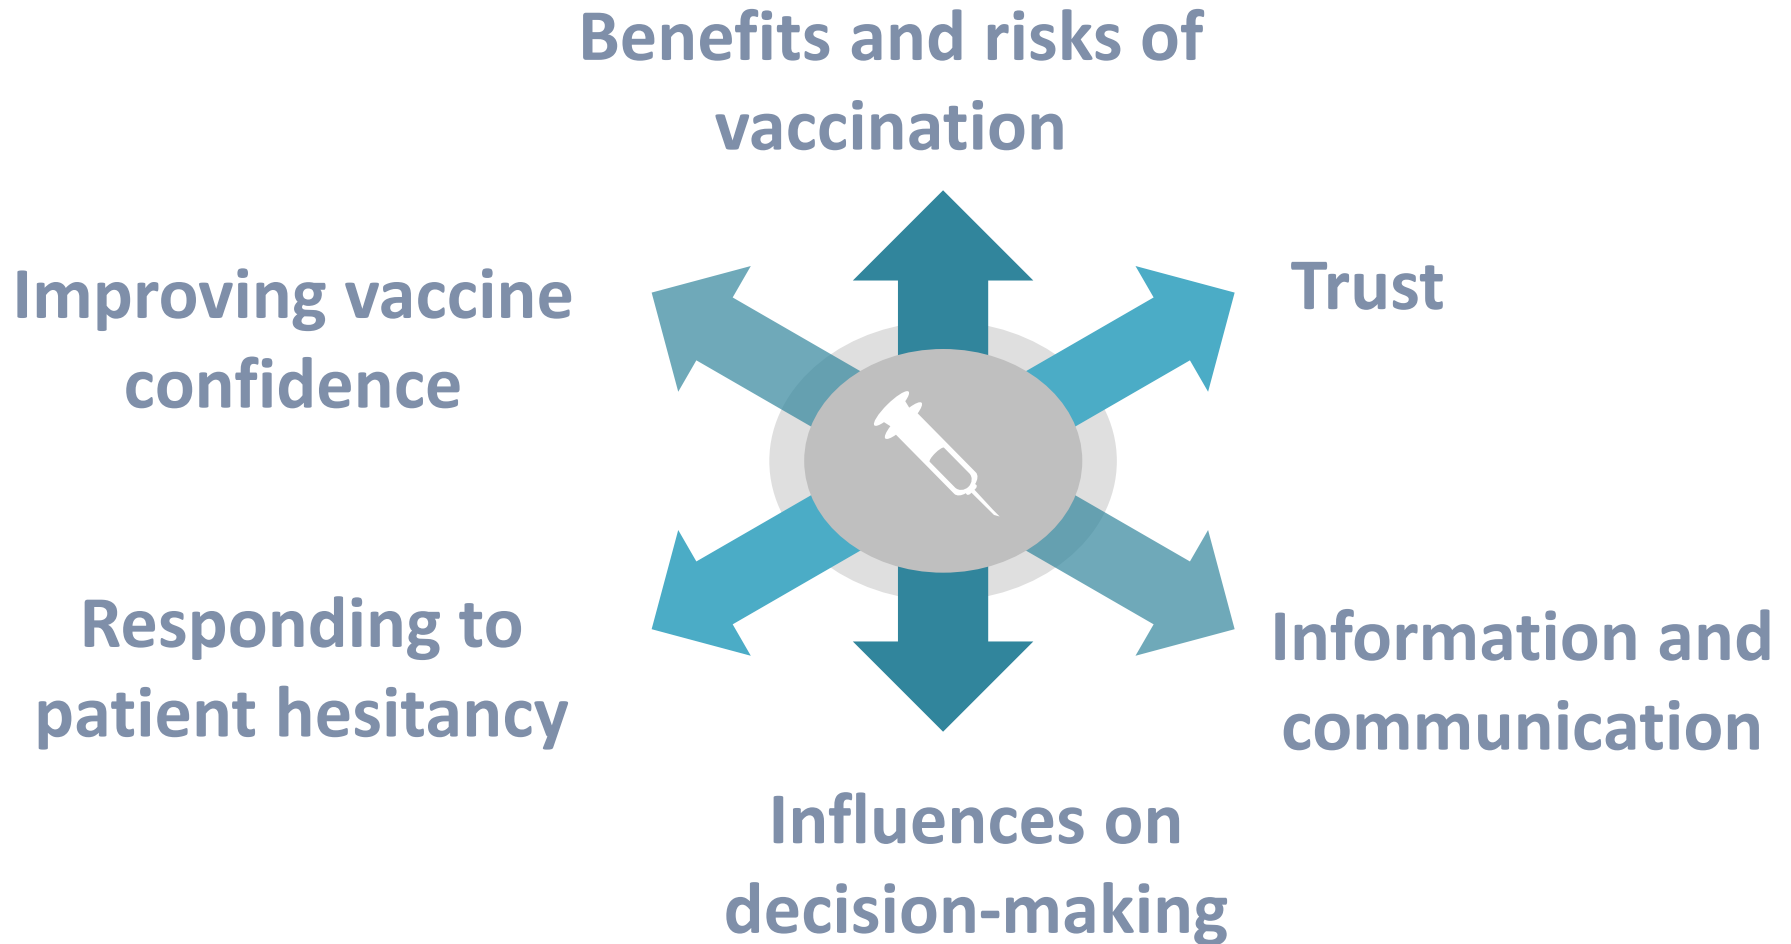 Benefits and risks of
vaccination
Trust
Information and
communication
Influences on
decision-making
Responding to
patient hesitancy
Improving vaccine
confidence